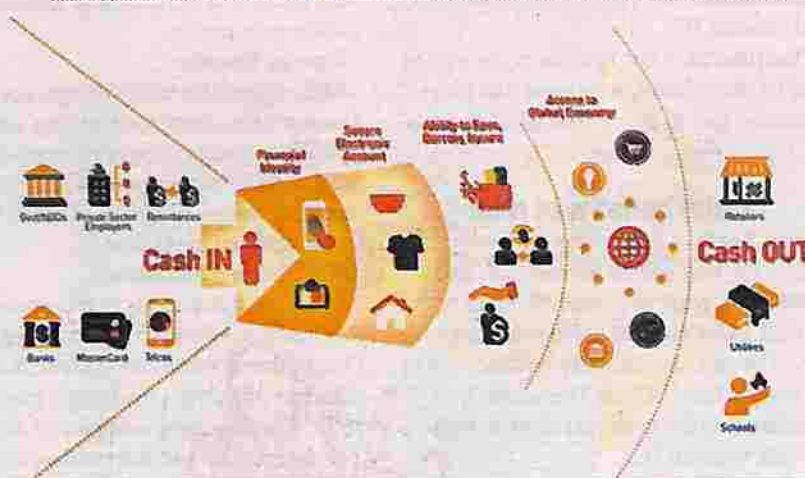 Access to
Global Economy
Ability to Save,
Borrow, Insure
Secure
Electronic
Account
Financial
Identity
Govt/NGOs
Private Sector
Employers
Remittances
Retailers
Cash IN
Cash OUT
Banks
MasterCard
Telcos
Utilities
Schools